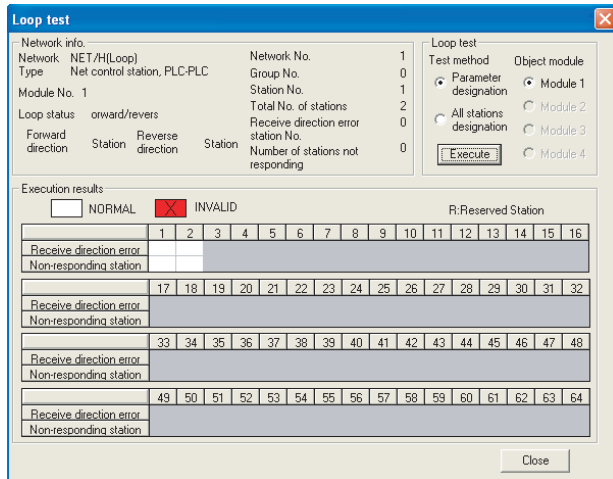 Loop test
Network info.
Network NET/H(Loop)
Type Net control station, PLC-PLC
Module No. 1
Loop status orward/revers
Forward direction Station Reverse direction Station
Network No. 1
Group No. 0
Station No. 1
Total No. of stations 2
Receive direction error station No. 0
Number of stations not responding 0
Loop test
Test method Object module
Parameter designation
All stations designation
Execute
Module 1
Module 2
Module 3
Module 4
Execution results
NORMAL X INVALID R:Reserved Station
1 2 3 4 5 6 7 8 9 10 11 12 13 14 15 16
Receive direction error
Non-responding station
17 18 19 20 21 22 23 24 25 26 27 28 29 30 31 32
Receive direction error
Non-responding station
33 34 35 36 37 38 39 40 41 42 43 44 45 46 47 48
Receive direction error
Non-responding station
49 50 51 52 53 54 55 56 57 58 59 60 61 62 63 64
Receive direction error
Non-responding station
Close